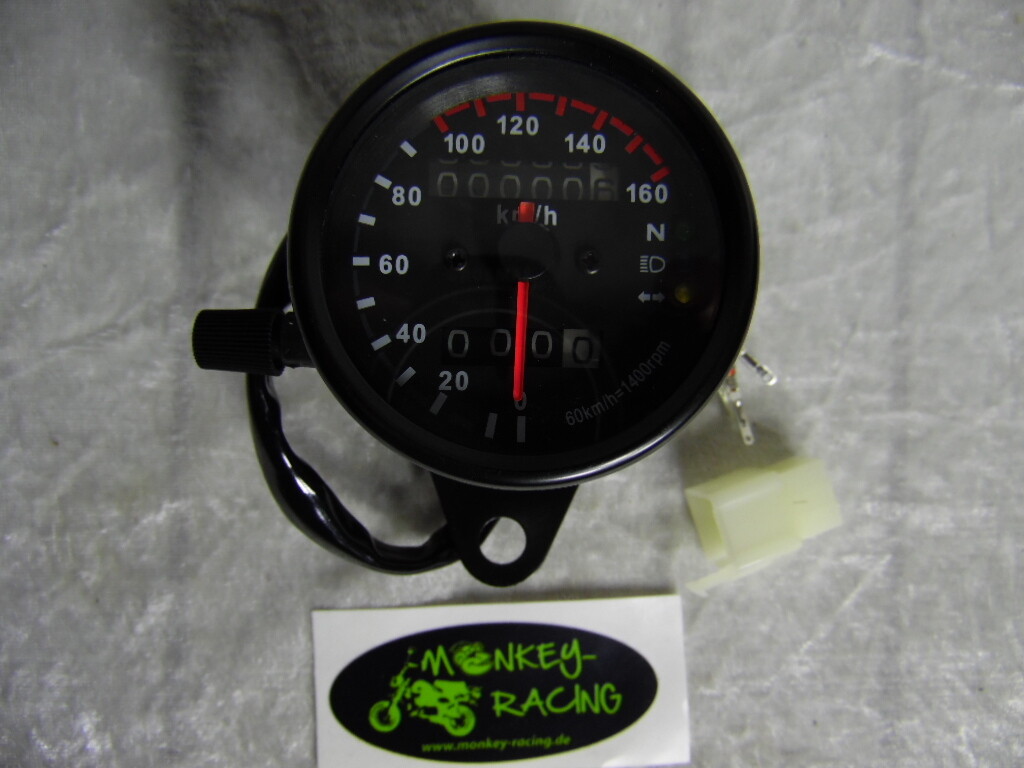 120
100 140
80 160
000006
km/h
N
60
40
0000
20
0
60km/h=1400rpm
MONKEY-
RACING
www.monkey-racing.de